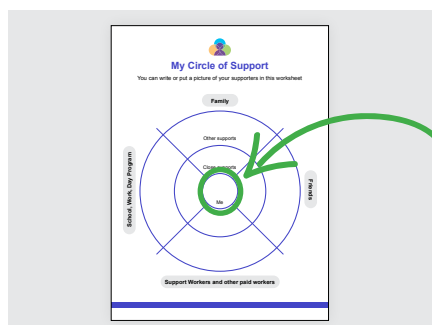 My Circle of Support
You can write or put a picture of your supporters in this worksheet
Family
Other supports
Close supports
Me
School, Work, Day Program
Friends
Support Workers and other paid workers